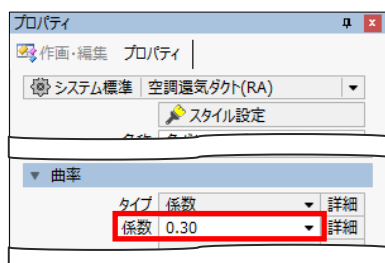 プロパティ
作画・編集 プロパティ
システム標準 空調還気ダクト(RA)
スタイル設定
曲率
タイプ 係数 詳細
係数 0.30 詳細